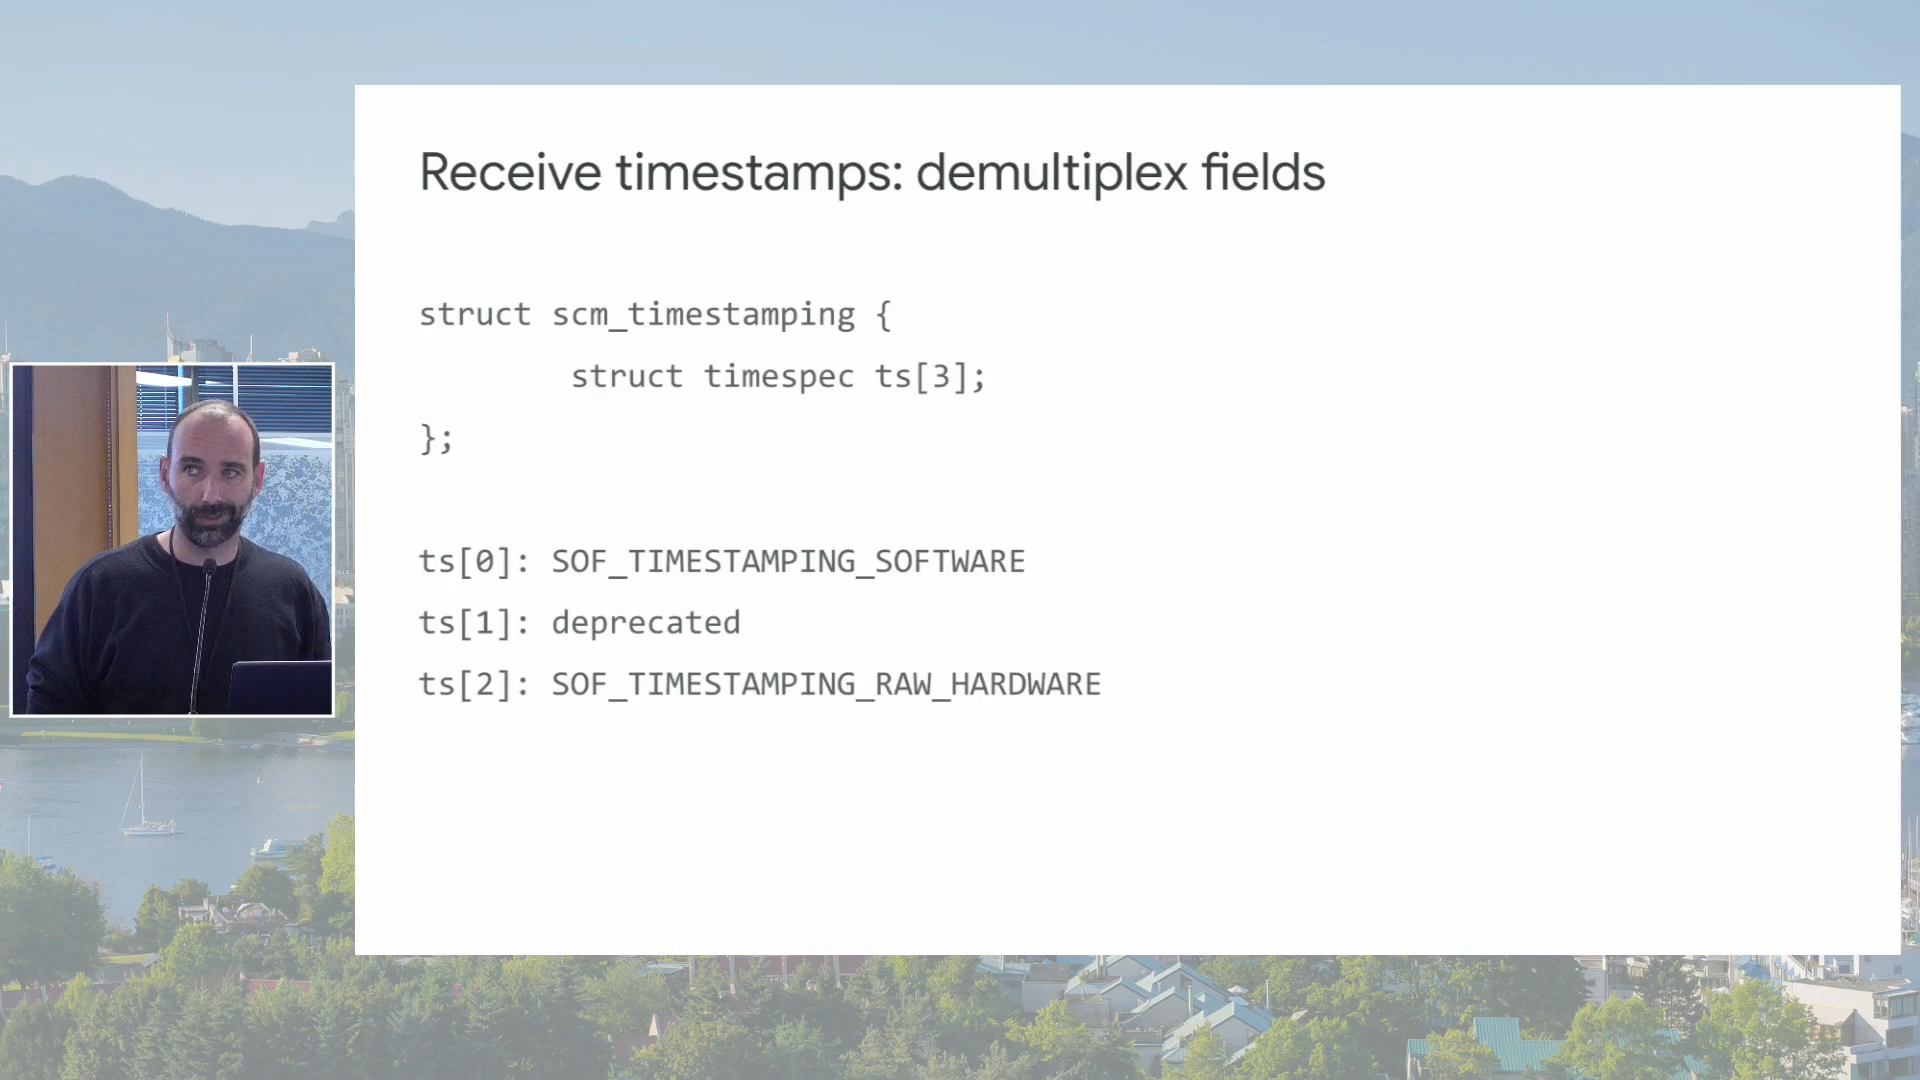 Receive timestamps: demultiplex fields
struct scm_timestamping {
struct timespec ts[3];
};
ts[0]: SOF_TIMESTAMPING_SOFTWARE
ts[1]: deprecated
ts[2]: SOF_TIMESTAMPING_RAW_HARDWARE